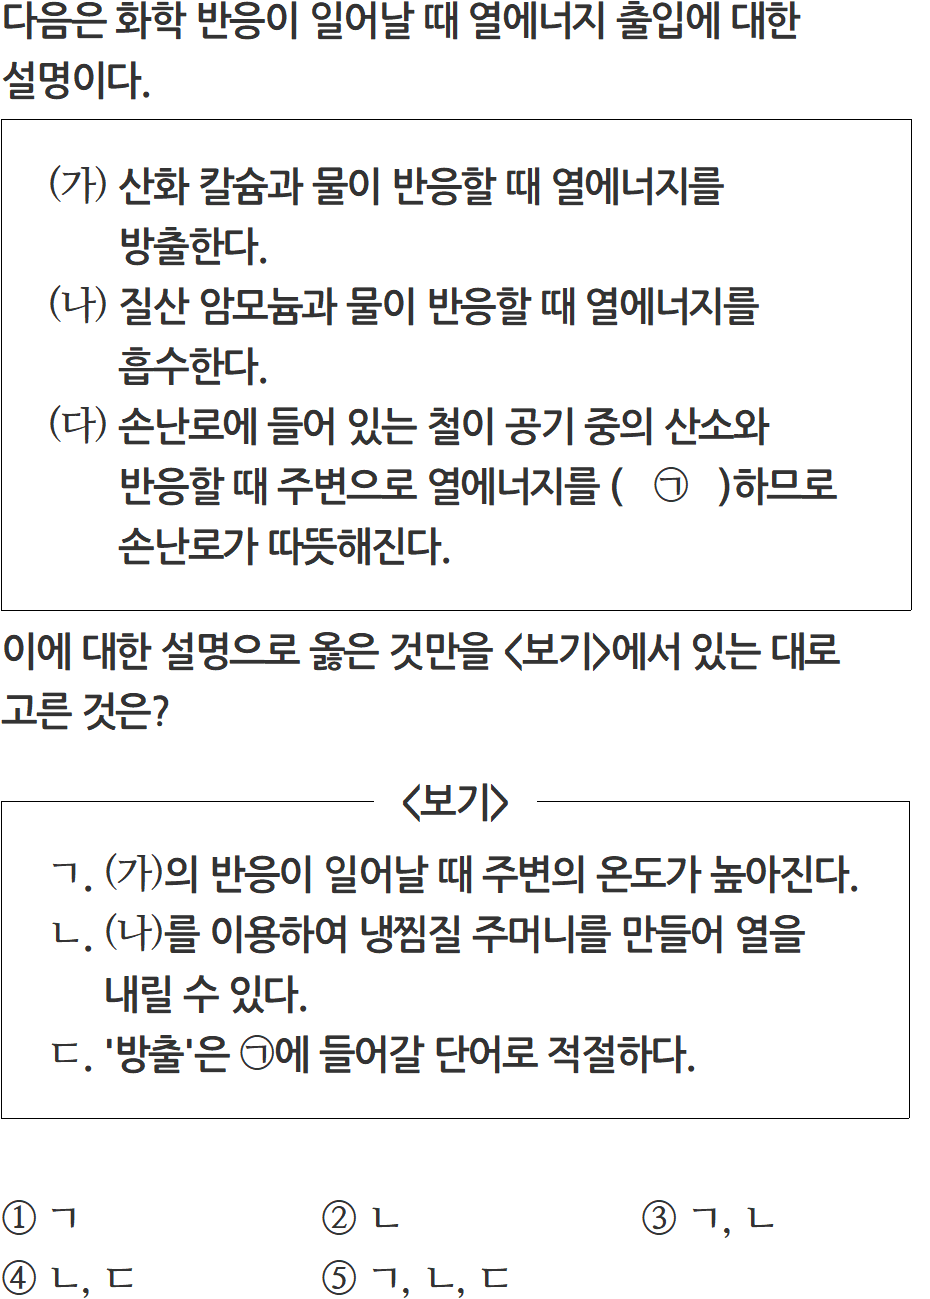 다음은 화학 반응이 일어날 때 열에너지 출입에 대한
설명이다.
(가) 산화 칼슘과 물이 반응할 때 열에너지를
방출한다.
(나) 질산 암모늄과 물이 반응할 때 열에너지를
흡수한다.
(다) 손난로에 들어 있는 철이 공기 중의 산소와
반응할 때 주변으로 열에너지를 ( ㉠ )하므로
손난로가 따뜻해진다.
이에 대한 설명으로 옳은 것만을 <보기>에서 있는 대로
고른 것은?
<보기>
ㄱ. (가)의 반응이 일어날 때 주변의 온도가 높아진다.
ㄴ. (나)를 이용하여 냉찜질 주머니를 만들어 열을
내릴 수 있다.
ㄷ. '방출'은 ㉠에 들어갈 단어로 적절하다.
① ㄱ ② ㄴ ③ ㄱ, ㄴ
④ ㄴ, ㄷ ⑤ ㄱ, ㄴ, ㄷ